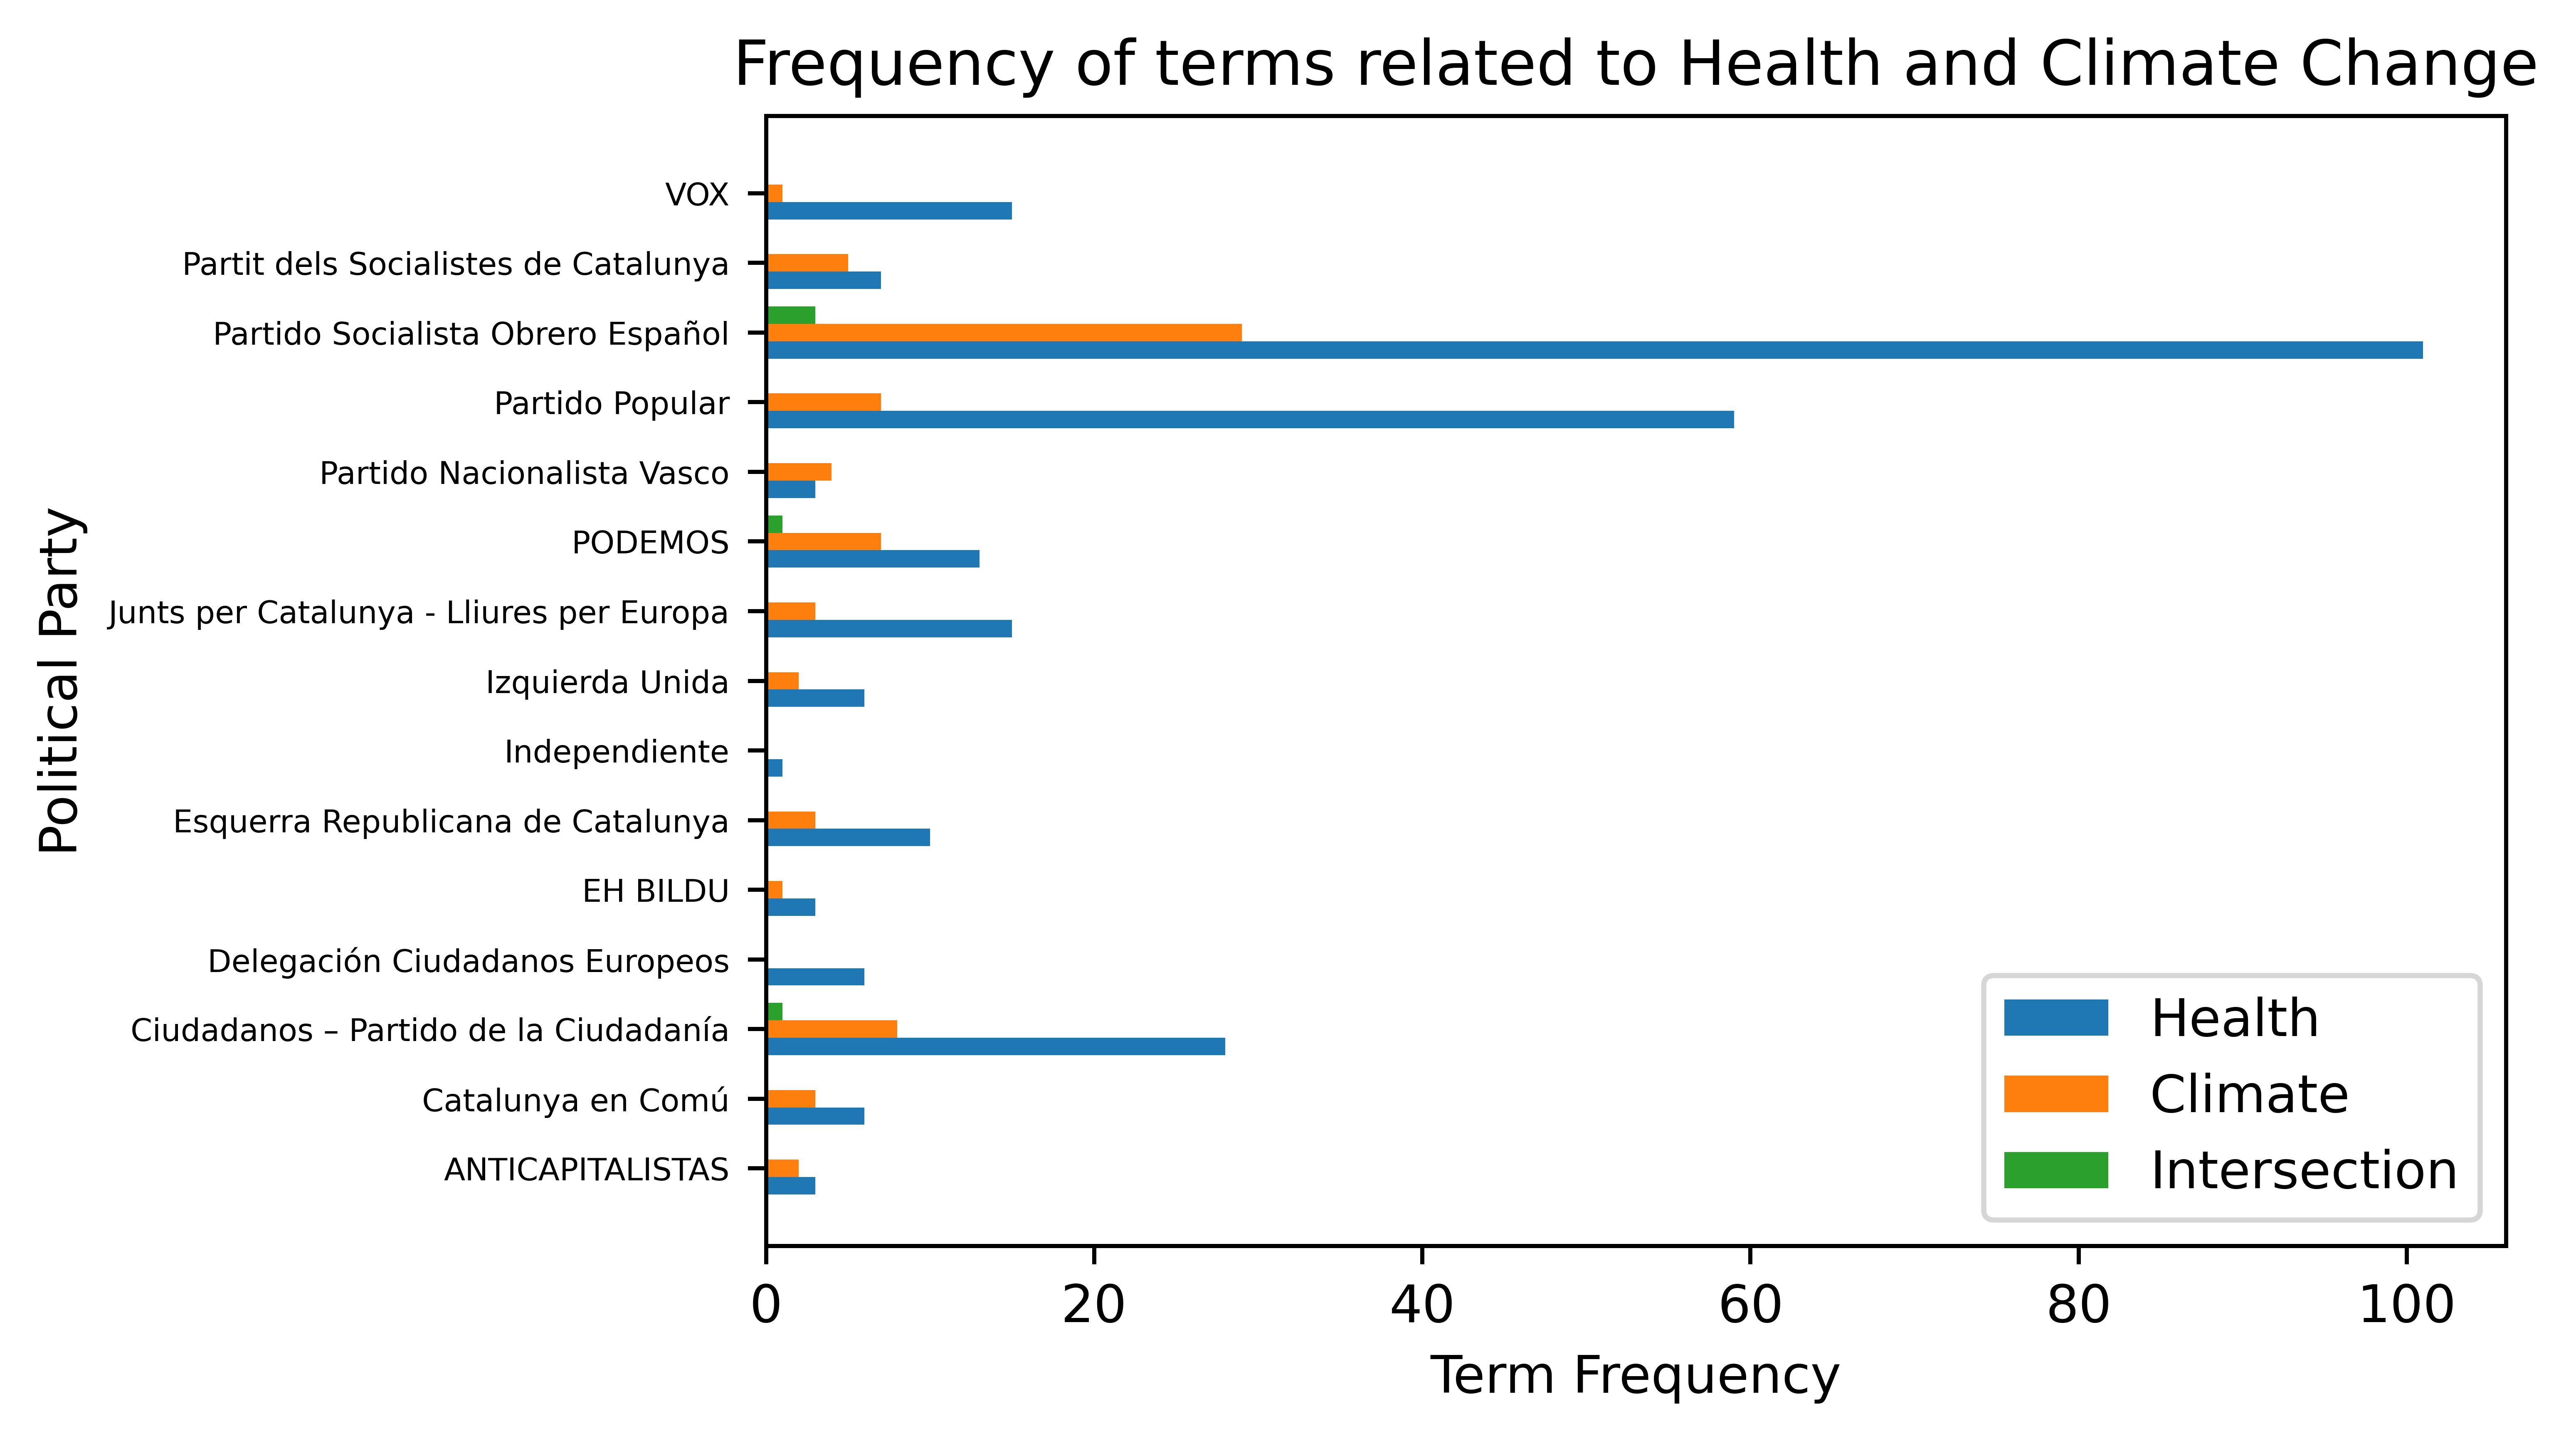 Frequency of terms related to Health and Climate Change
VOX
Partit dels Socialistes de Catalunya
Partido Socialista Obrero Español
Partido Popular
Partido Nacionalista Vasco
PODEMOS
Junts per Catalunya - Lliures per Europa
Izquierda Unida
Independiente
Esquerra Republicana de Catalunya
EH BILDU
Delegación Ciudadanos Europeos
Ciudadanos – Partido de la Ciudadanía
Catalunya en Comú
ANTICAPITALISTAS
Political Party
Health
Climate
Intersection
0 20 40 60 80 100
Term Frequency